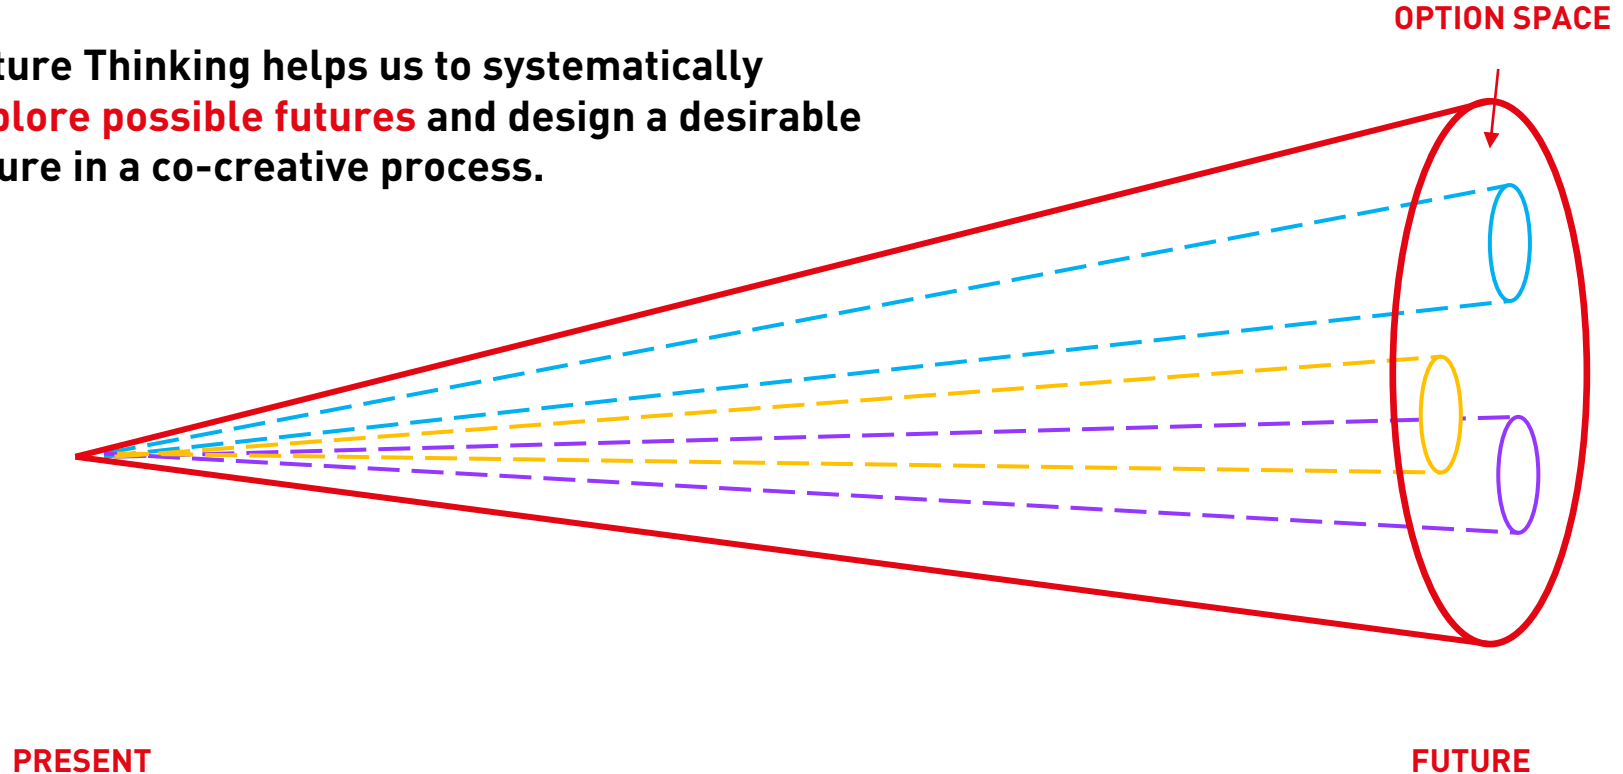 OPTION SPACE
ture Thinking helps us to systematically
plore possible futures and design a desirable
ure in a co-creative process.
PRESENT
FUTURE